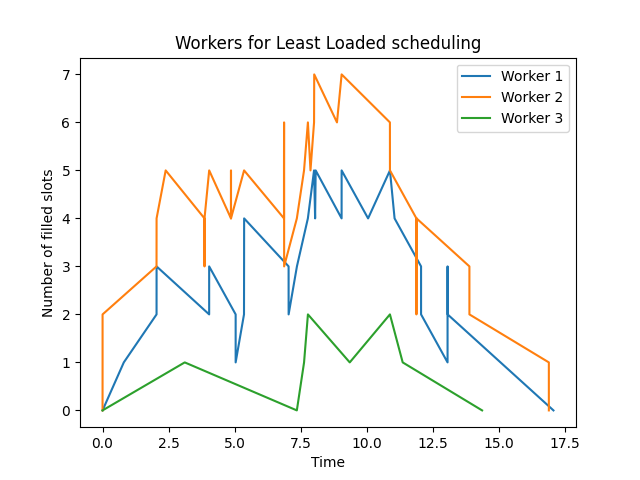 Workers for Least Loaded scheduling
Worker 1
Worker 2
Worker 3
Number of filled slots
7
6
5
4
3
2
1
0
0.0 2.5 5.0 7.5 10.0 12.5 15.0 17.5
Time